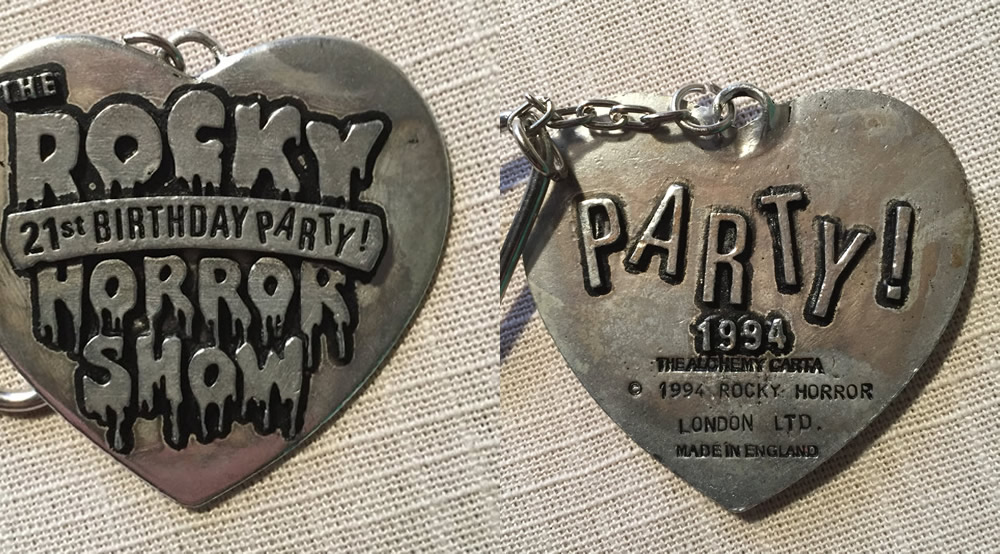 THE
ROCKY
21st BIRTHDAY PARTY!
HORROR
SHOW
PARTY!
1994
THE ALCHEMY CARTA
© 1994 ROCKY HORROR
LONDON LTD.
MADE IN ENGLAND